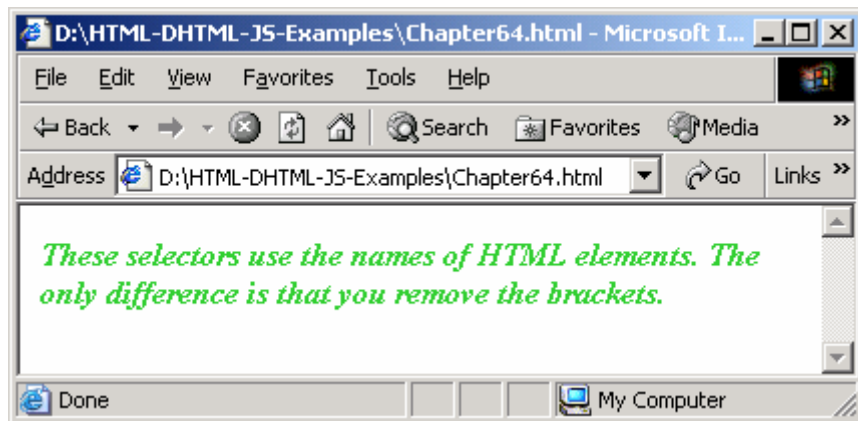 D:\HTML-DHTML-JS-Examples\Chapter64.html - Microsoft I...
File Edit View Favorites Tools Help
Back Search Favorites Media »
Address D:\HTML-DHTML-JS-Examples\Chapter64.html Go Links »
These selectors use the names of HTML elements. The
only difference is that you remove the brackets.
Done My Computer